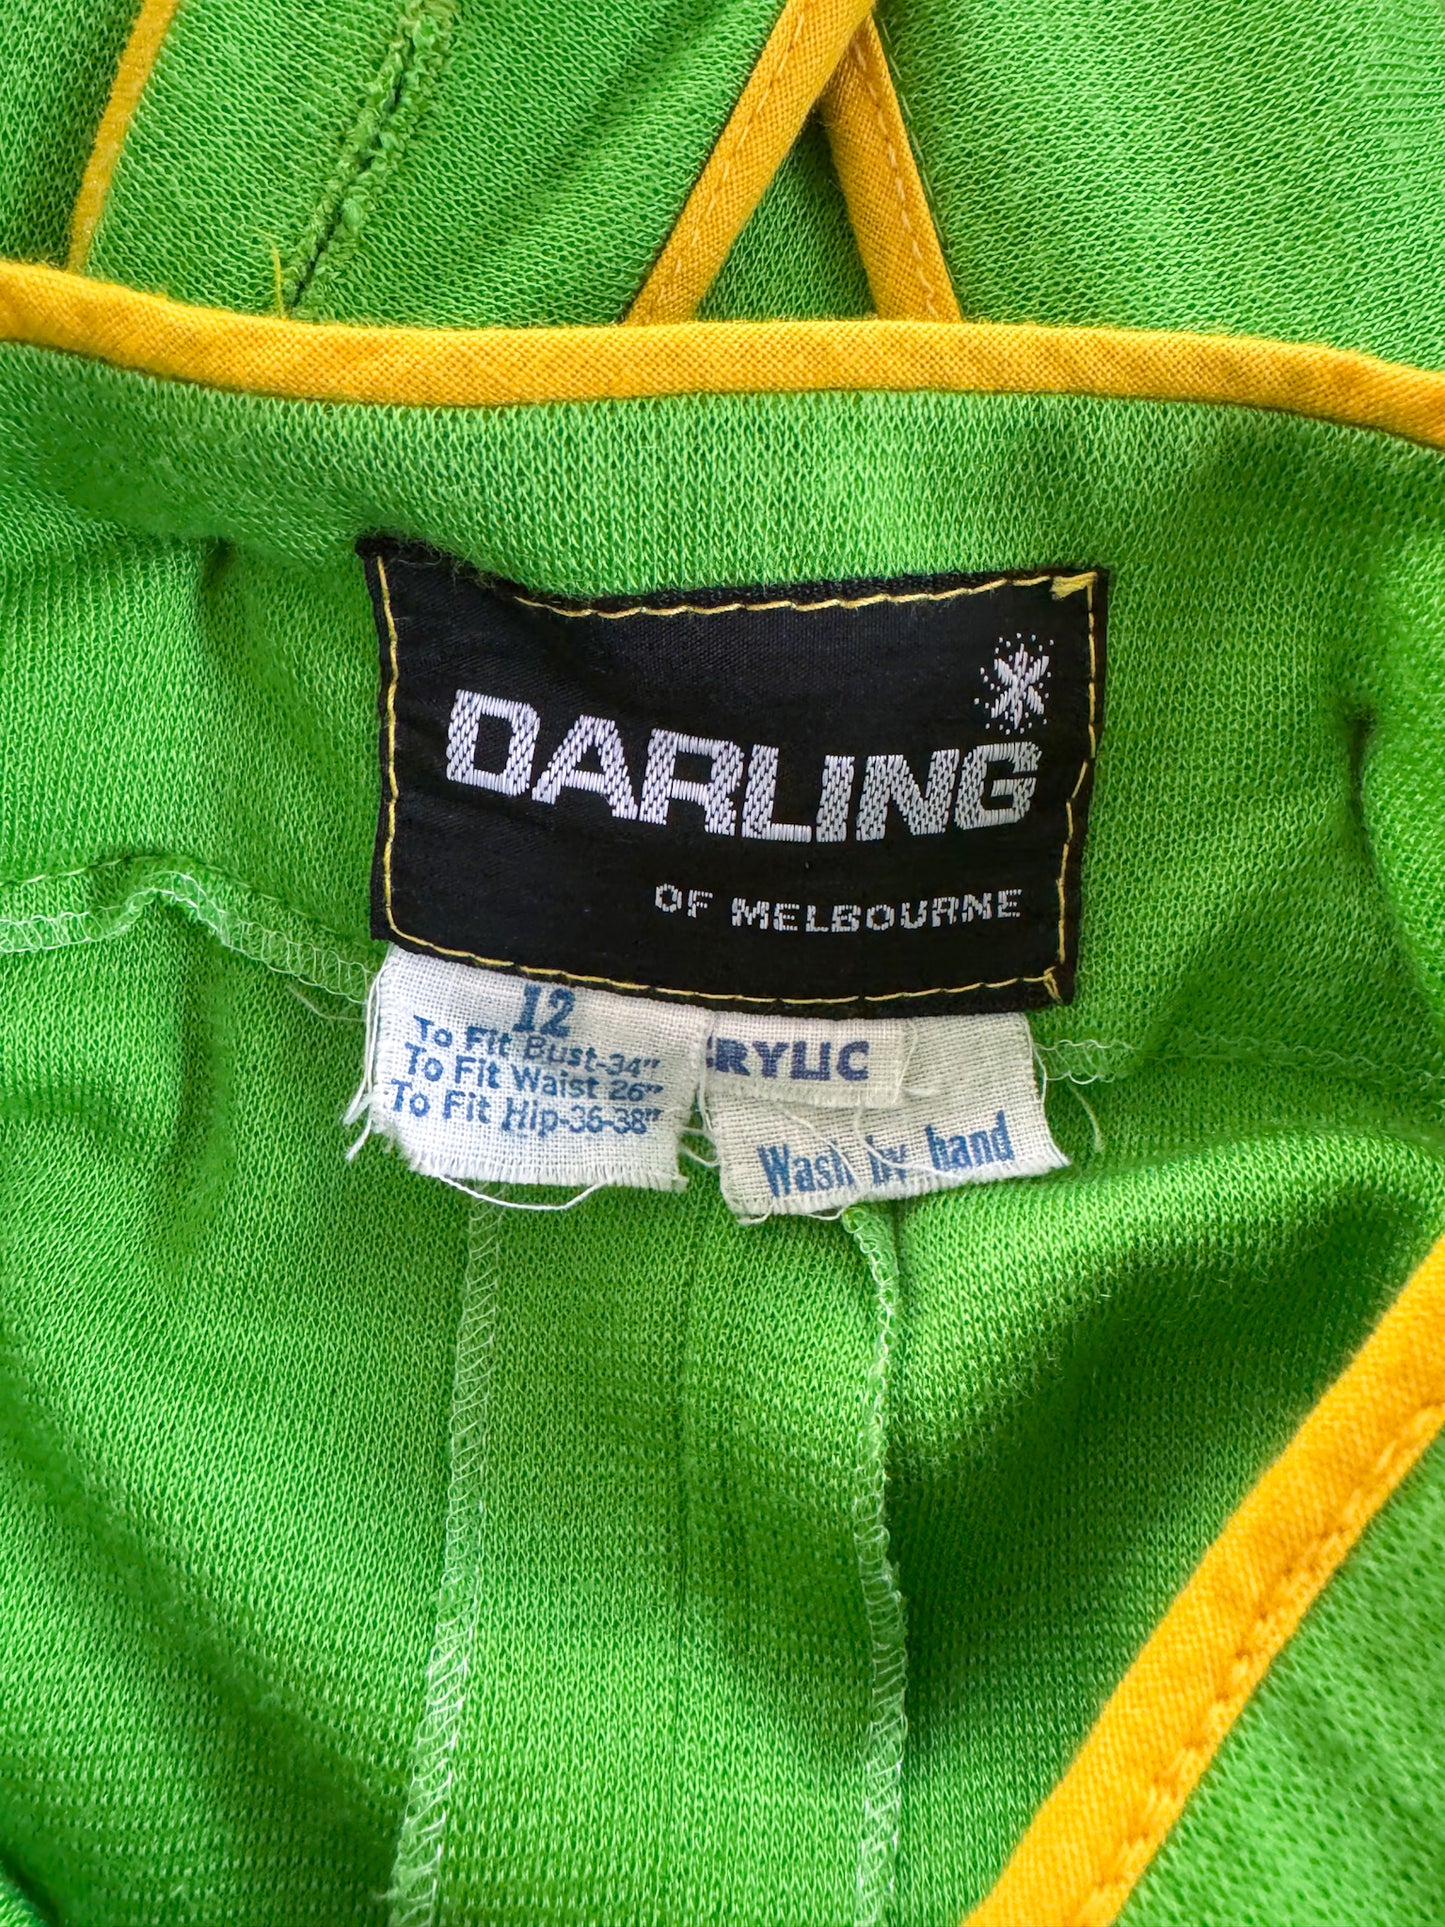 DARLING
OF MELBOURNE
12
To Fit Bust-34"
To Fit Waist 26"
To Fit Hip-36-38"
CRYLIC
Wash by hand